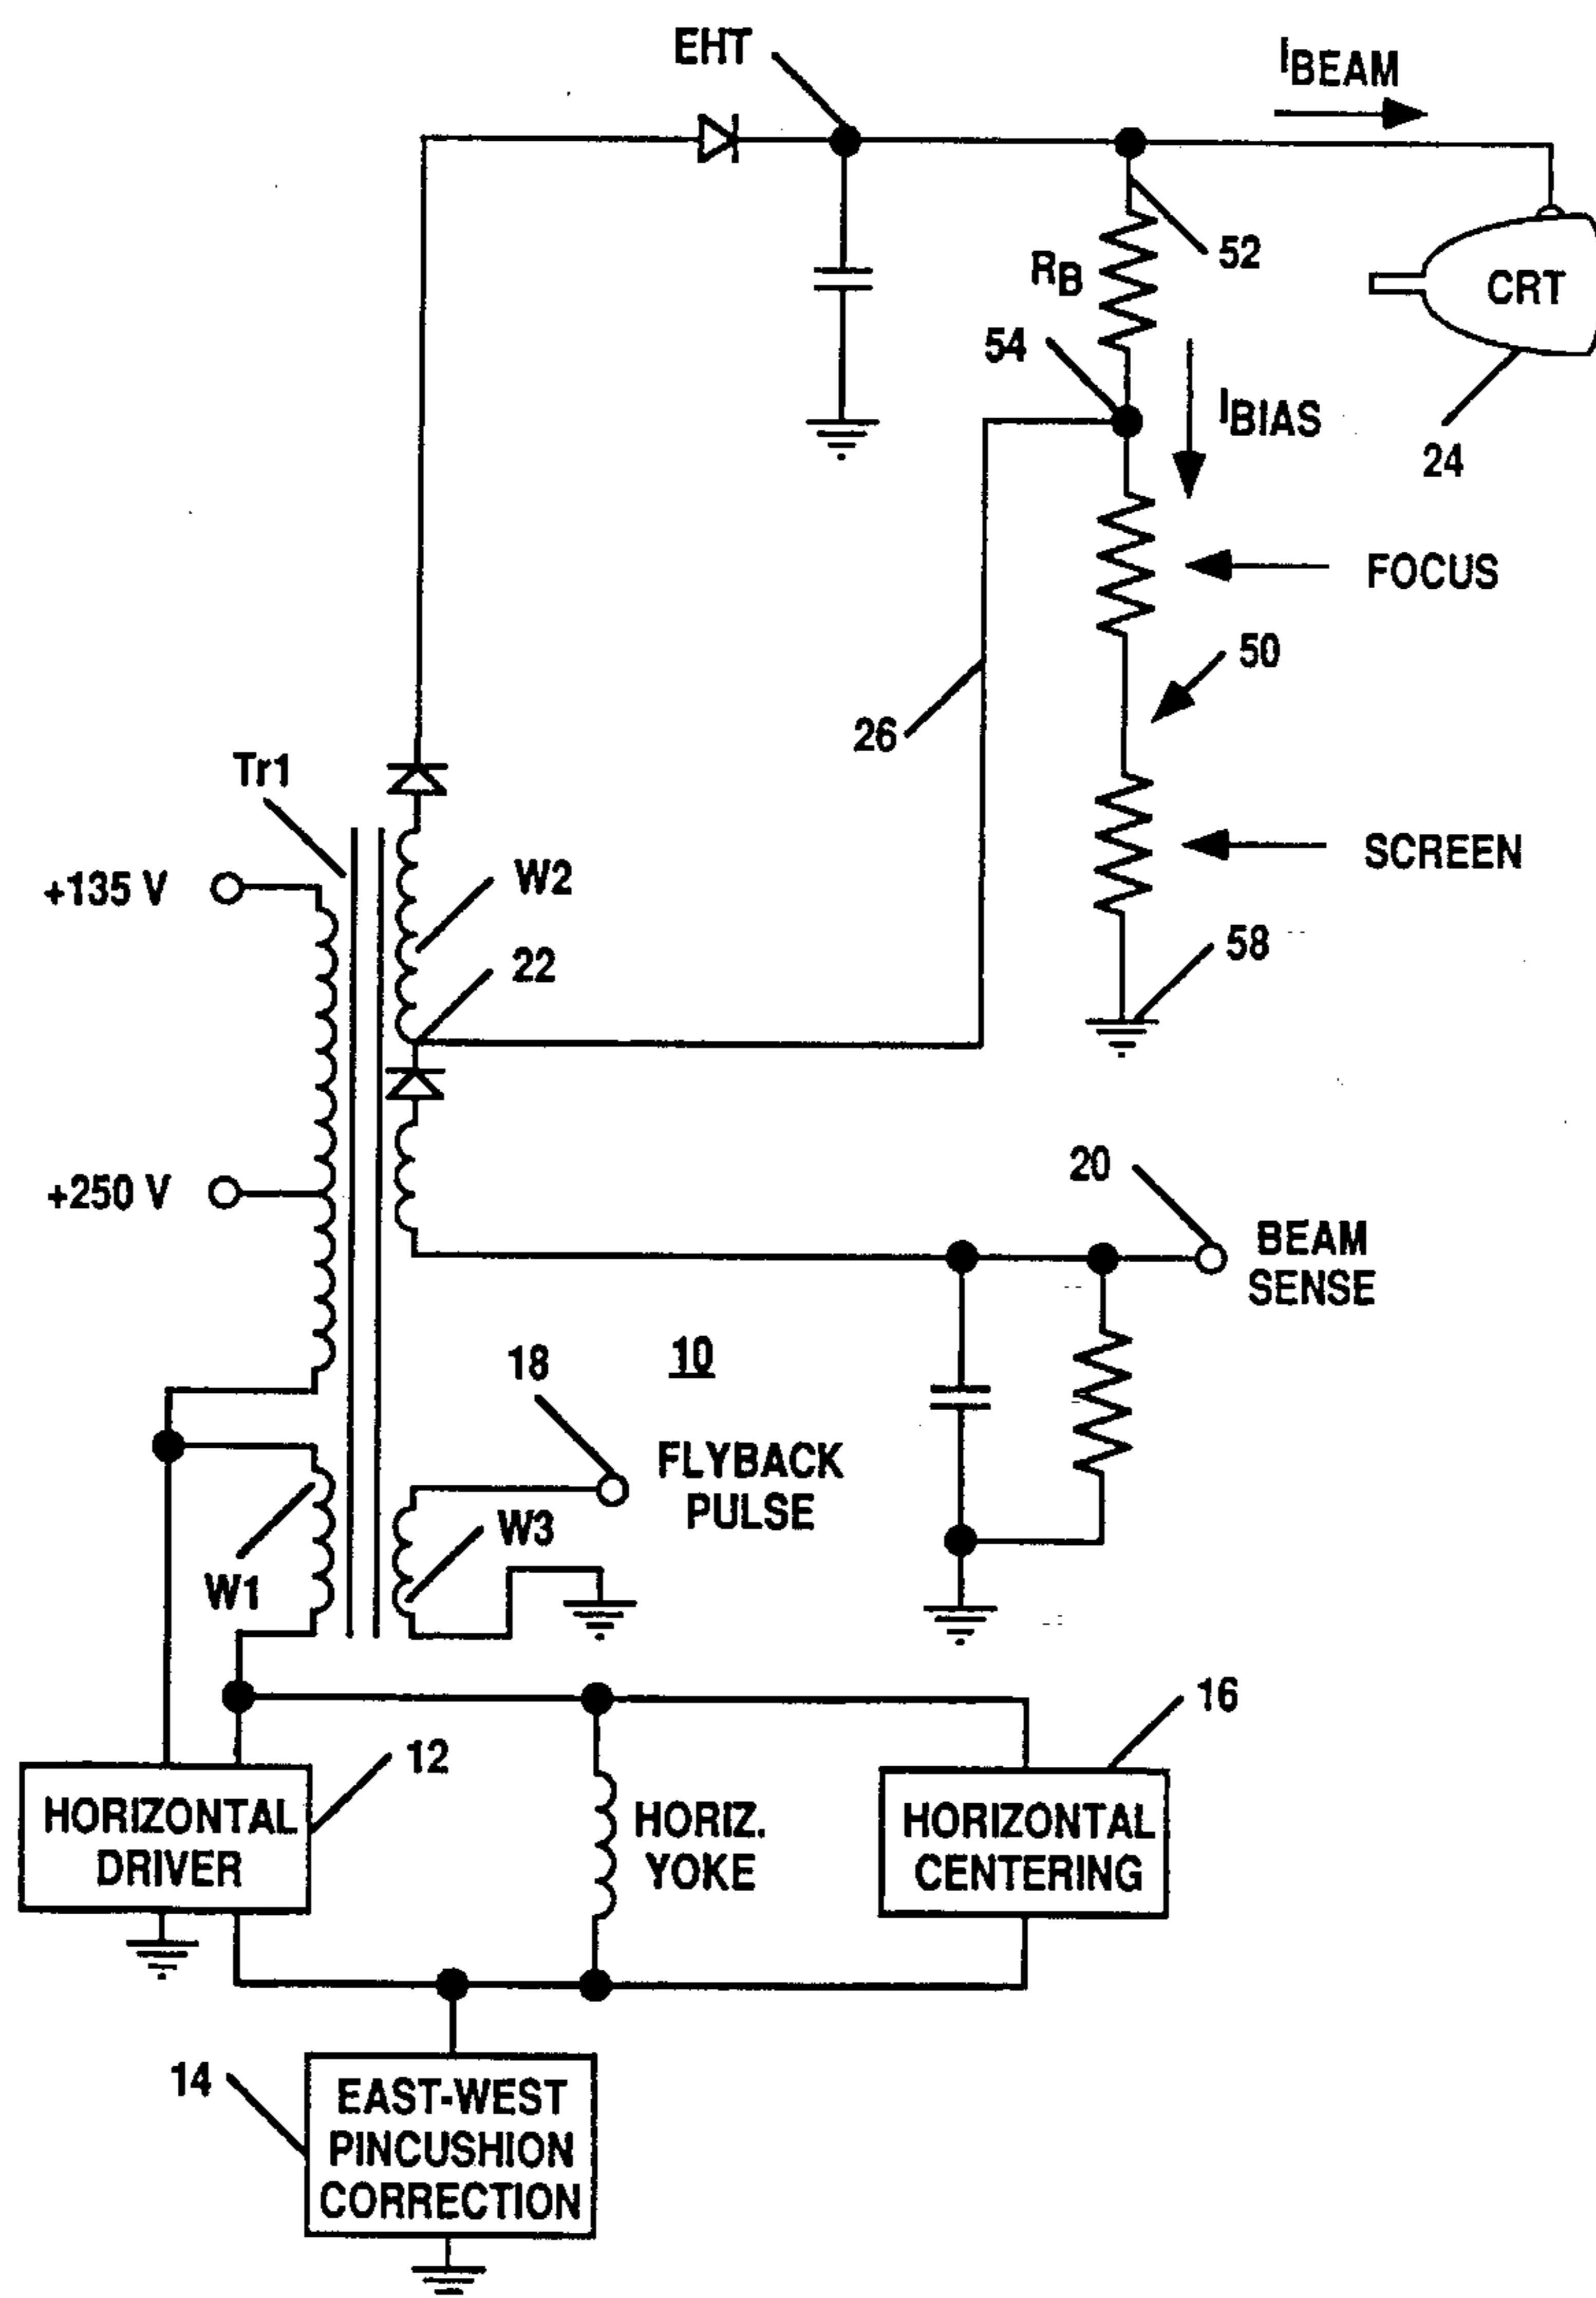 EHT
IBEAM
RB
52
CRT
54
IBIAS
24
FOCUS
50
26
Tr1
SCREEN
+135 V
W2
22
58
+250 V
20
BEAM
SENSE
18
10
FLYBACK
PULSE
W3
W1
16
12
HORIZONTAL
DRIVER
HORIZ.
YOKE
HORIZONTAL
CENTERING
14
EAST-WEST
PINCUSHION
CORRECTION